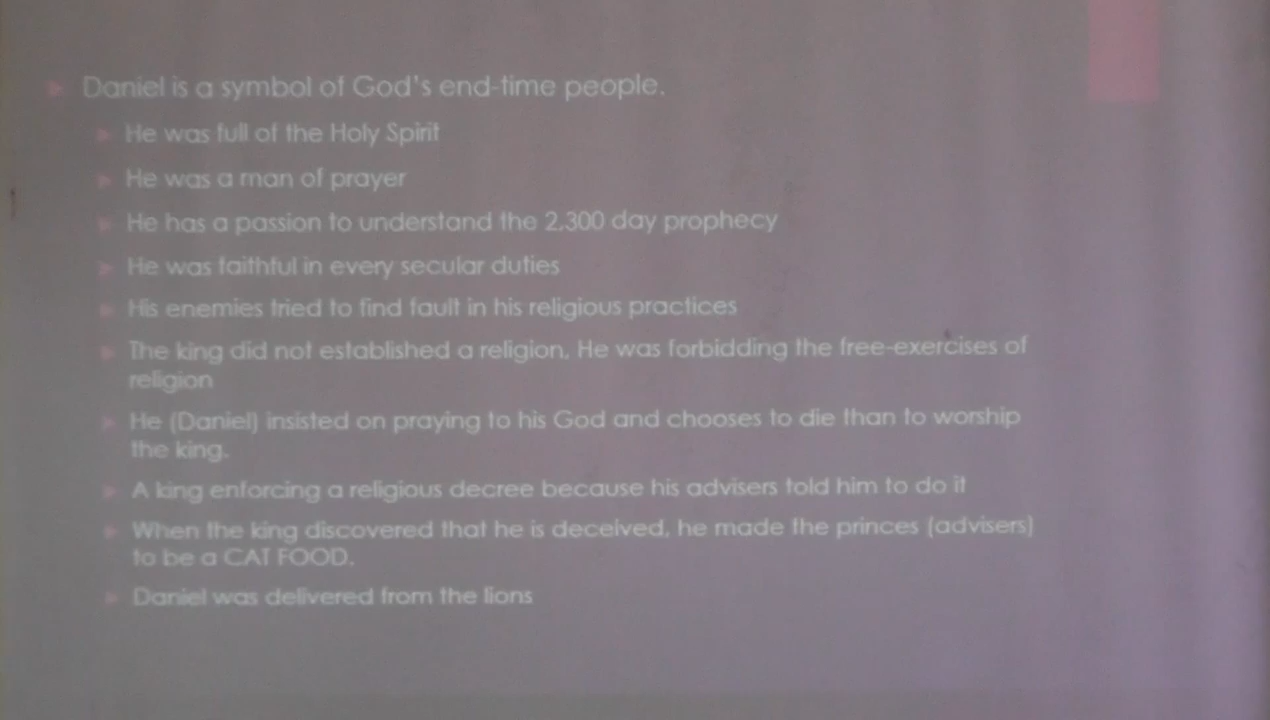 Daniel is a symbol of God's end-time people.
He was full of the Holy Spirit
He was a man of prayer
He has a passion to understand the 2,300 day prophecy
He was faithful in every secular duties
His enemies tried to find fault in his religious practices
The king did not established a religion. He was forbidding the free-exercises of
religion
He (Daniel) insisted on praying to his God and chooses to die than to worship
the king.
A king enforcing a religious decree because his advisers told him to do it
When the king discovered that he is deceived, he made the princes (advisers)
to be a CAT FOOD.
Daniel was delivered from the lions